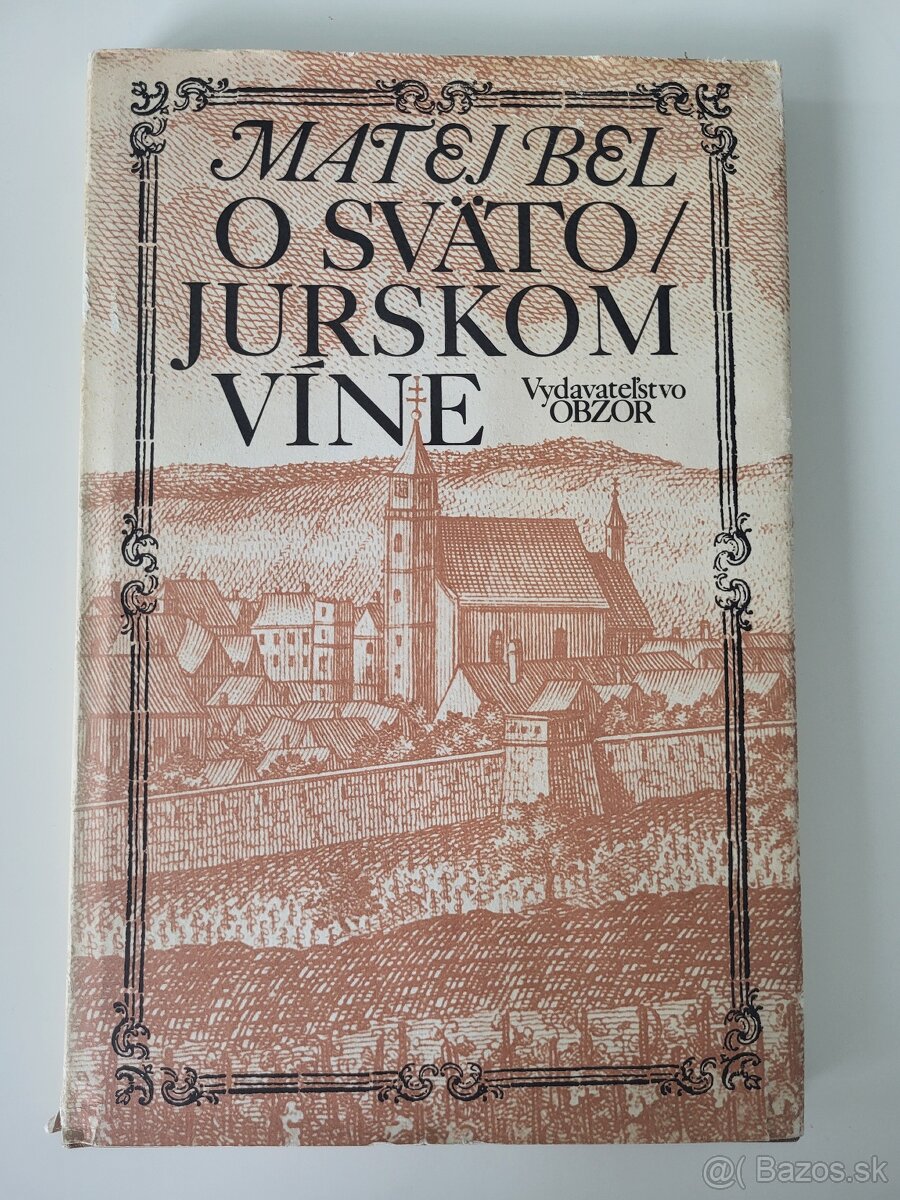 MATEJ BEL
O SVÄTO/
JURSKOM
VÍNE
Vydavateľstvo
OBZOR
@( Bazos.sk